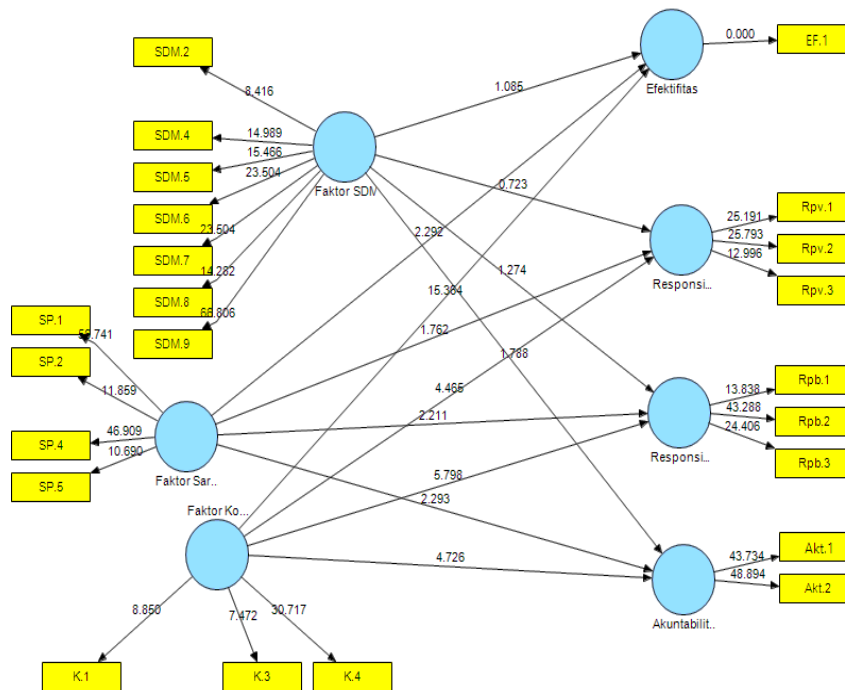 0.000
EF.1
SDM.2
8.416
1.085
Efektifitas
SDM.4
14.989
SDM.5
15.466
23.504
Faktor SDM
0.723
SDM.6
23.504
2.292
25.191
Rpv.1
25.793
Rpv.2
SDM.7
14.282
1.274
12.996
Responsi...
Rpv.3
SDM.8
66.806
SDM.9
SP.1
1.762
SP.2
11.859
1.788
4.465
13.838
Rpb.1
2.211
43.288
Rpb.2
SP.4
46.909
24.406
10.690
Responsi...
Rpb.3
SP.5
Faktor Sar..
5.798
2.293
Faktor Ko...
4.726
43.734
Akt.1
48.894
Akt.2
8.850
7.472
30.717
Akuntabilit..
K.1
K.3
K.4